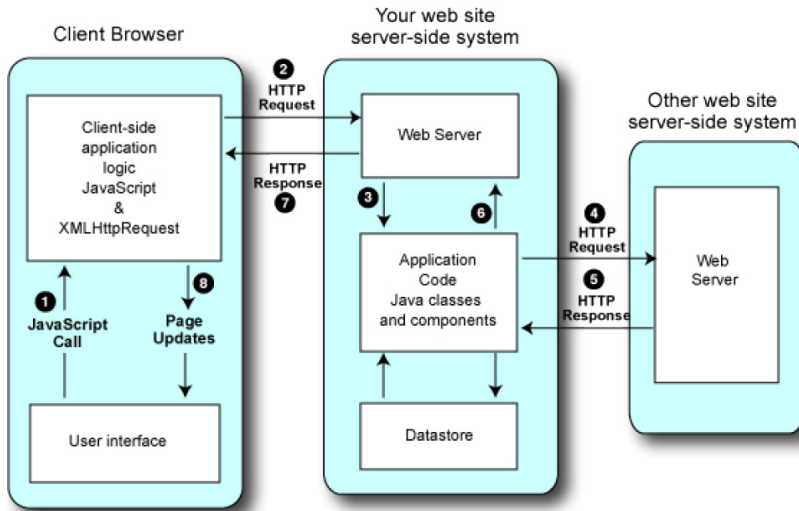 Client Browser
Your web site
server-side system
Other web site
server-side system
Client-side
application
logic
JavaScript
&
XMLHttpRequest
1
JavaScript
Call
8
Page
Updates
User interface
2
HTTP
Request
HTTP
Response
7
Web Server
3
6
Application
Code
Java classes
and components
Datastore
4
HTTP
Request
5
HTTP
Response
Web
Server